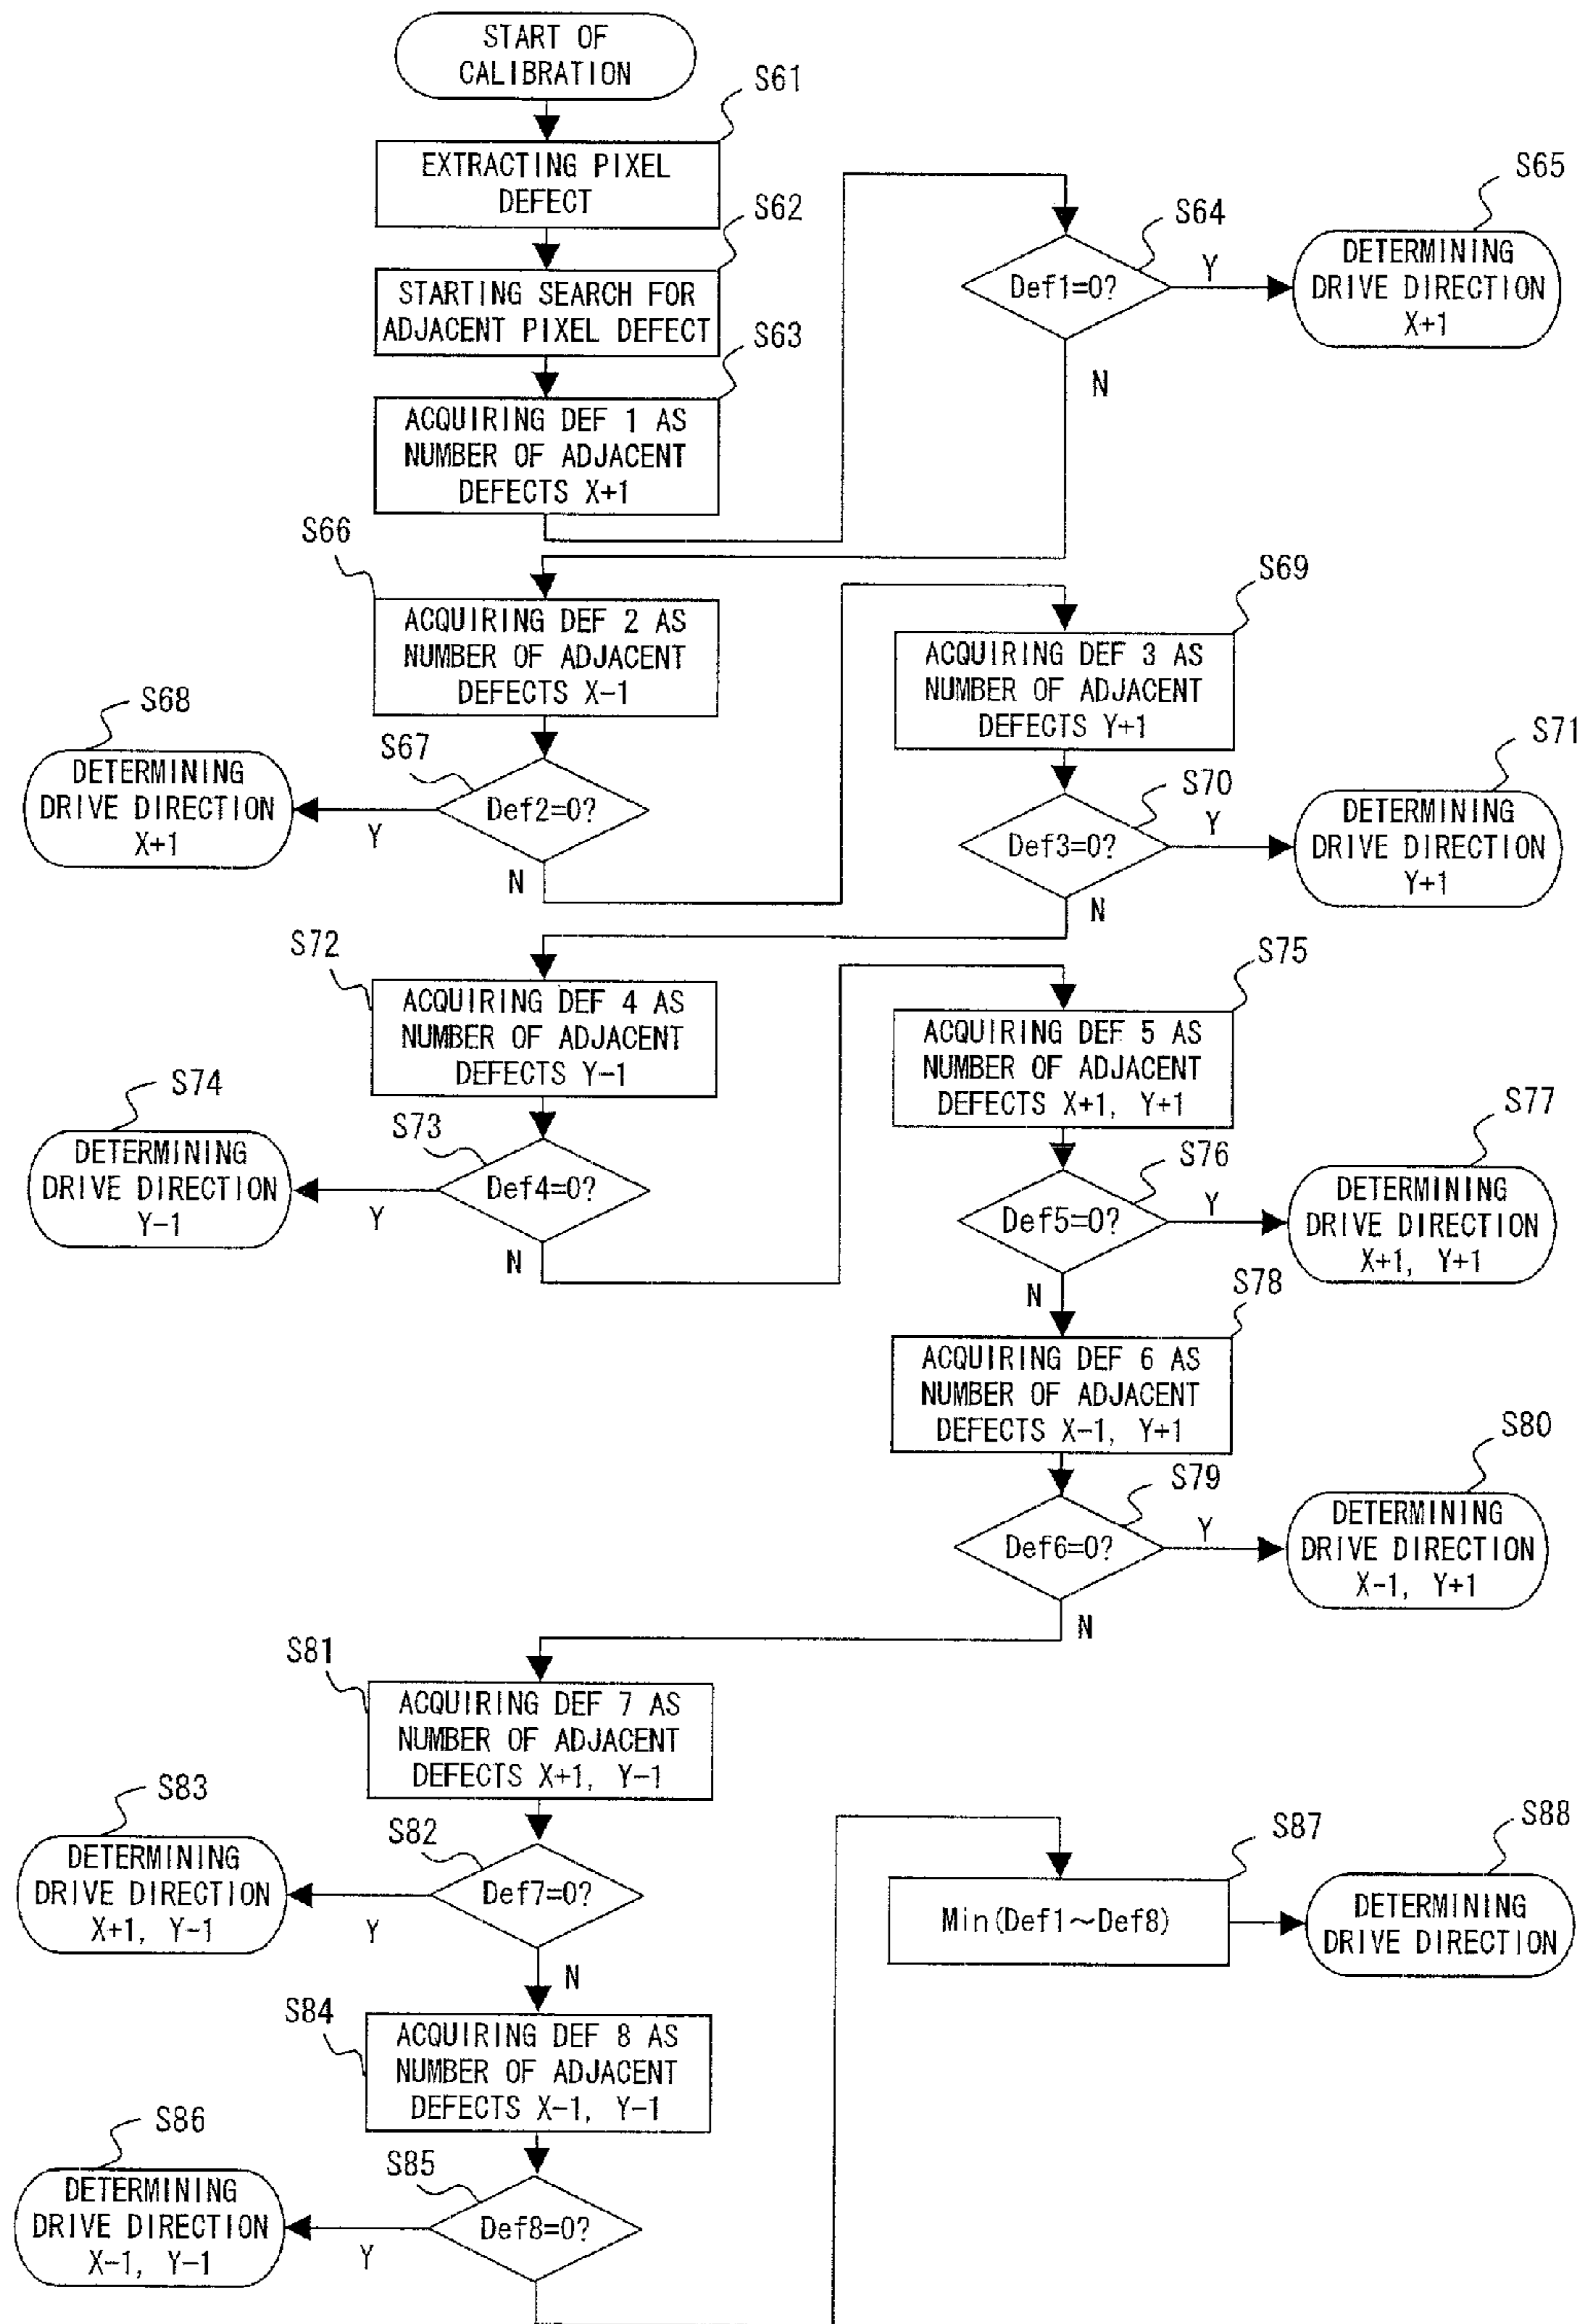 START OF
CALIBRATION
S61
EXTRACTING PIXEL
DEFECT
S62
STARTING SEARCH FOR
ADJACENT PIXEL DEFECT
S63
ACQUIRING DEF 1 AS
NUMBER OF ADJACENT
DEFECTS X+1
S64
Def1=0?
Y
N
S65
DETERMINING
DRIVE DIRECTION
X+1
S66
ACQUIRING DEF 2 AS
NUMBER OF ADJACENT
DEFECTS X-1
S67
Def2=0?
Y
N
S68
DETERMINING
DRIVE DIRECTION
X+1
S69
ACQUIRING DEF 3 AS
NUMBER OF ADJACENT
DEFECTS Y+1
S70
Def3=0?
Y
N
S71
DETERMINING
DRIVE DIRECTION
Y+1
S72
ACQUIRING DEF 4 AS
NUMBER OF ADJACENT
DEFECTS Y-1
S73
Def4=0?
Y
N
S74
DETERMINING
DRIVE DIRECTION
Y-1
S75
ACQUIRING DEF 5 AS
NUMBER OF ADJACENT
DEFECTS X+1, Y+1
S76
Def5=0?
Y
N
S77
DETERMINING
DRIVE DIRECTION
X+1, Y+1
S78
ACQUIRING DEF 6 AS
NUMBER OF ADJACENT
DEFECTS X-1, Y+1
S79
Def6=0?
Y
N
S80
DETERMINING
DRIVE DIRECTION
X-1, Y+1
S81
ACQUIRING DEF 7 AS
NUMBER OF ADJACENT
DEFECTS X+1, Y-1
S82
Def7=0?
Y
N
S83
DETERMINING
DRIVE DIRECTION
X+1, Y-1
S84
ACQUIRING DEF 8 AS
NUMBER OF ADJACENT
DEFECTS X-1, Y-1
S85
Def8=0?
Y
S86
DETERMINING
DRIVE DIRECTION
X-1, Y-1
S87
Min(Def1~Def8)
S88
DETERMINING
DRIVE DIRECTION